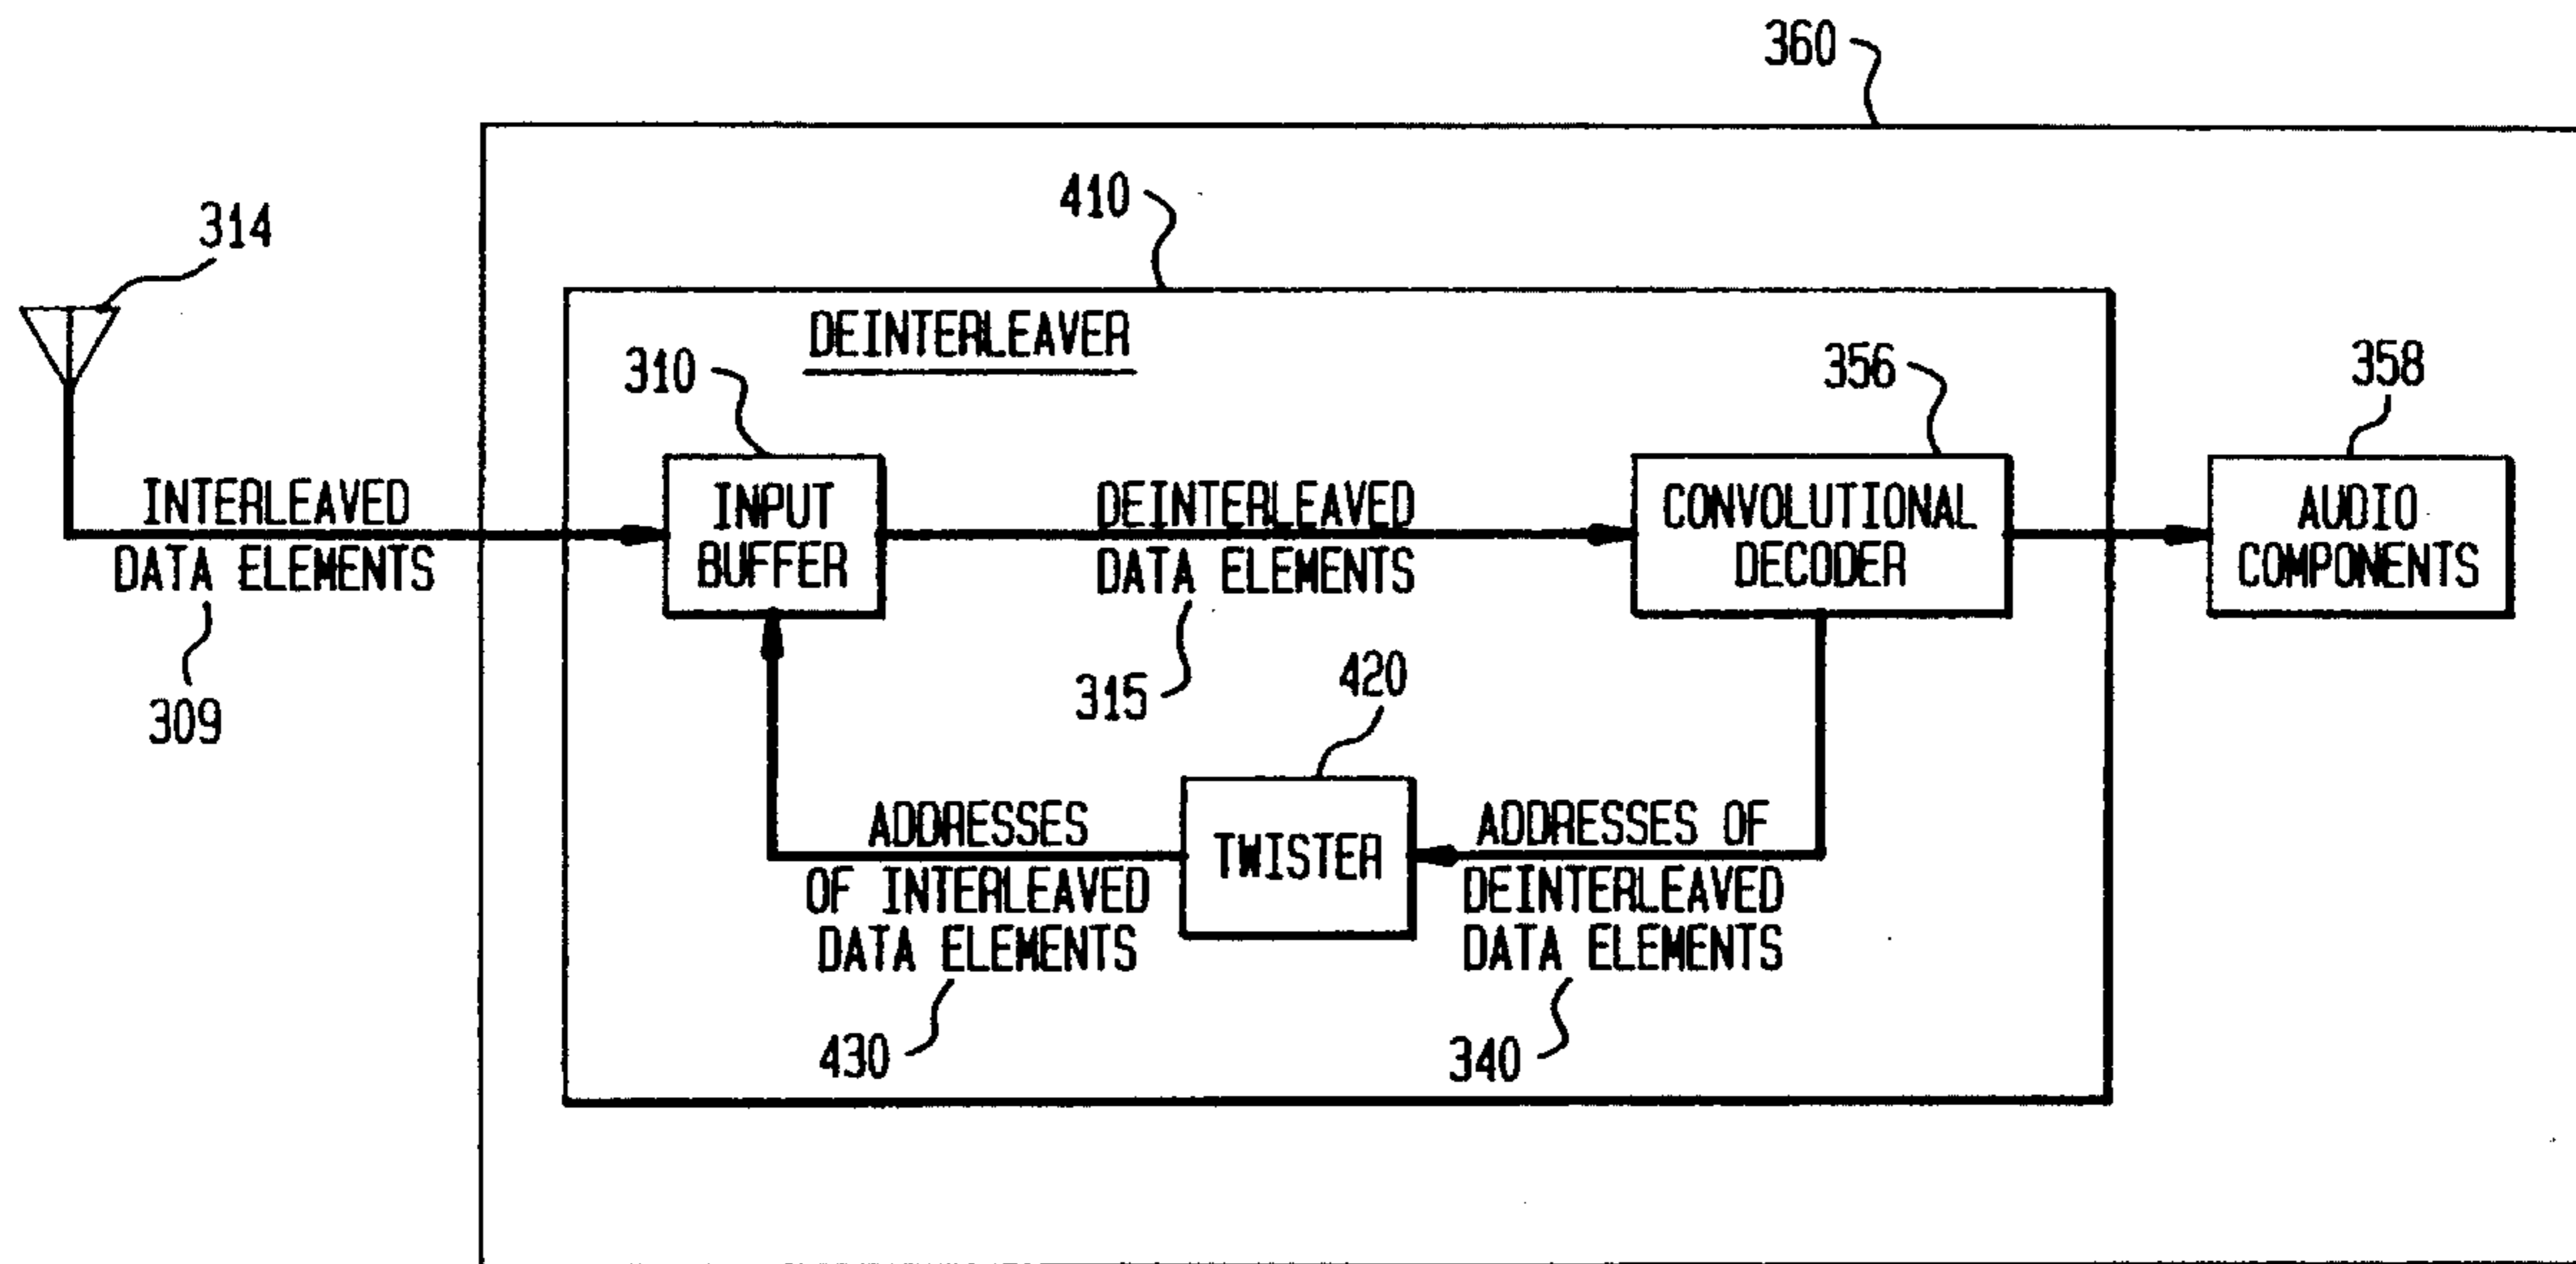 360
410
314
DEINTERLEAVER
310
356
358
INTERLEAVED
DATA ELEMENTS
309
INPUT
BUFFER
DEINTERLEAVED
DATA ELEMENTS
315
CONVOLUTIONAL
DECODER
AUDIO
COMPONENTS
420
ADDRESSES
OF INTERLEAVED
DATA ELEMENTS
430
TWISTER
ADDRESSES OF
DEINTERLEAVED
DATA ELEMENTS
340